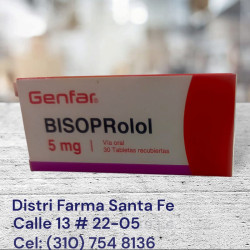 Genfar®
BISOPRolol
5 mg
Vía oral
30 Tabletas recubiertas
Distri Farma Santa Fe
Calle 13 # 22-05
Cel: (310) 754 8136